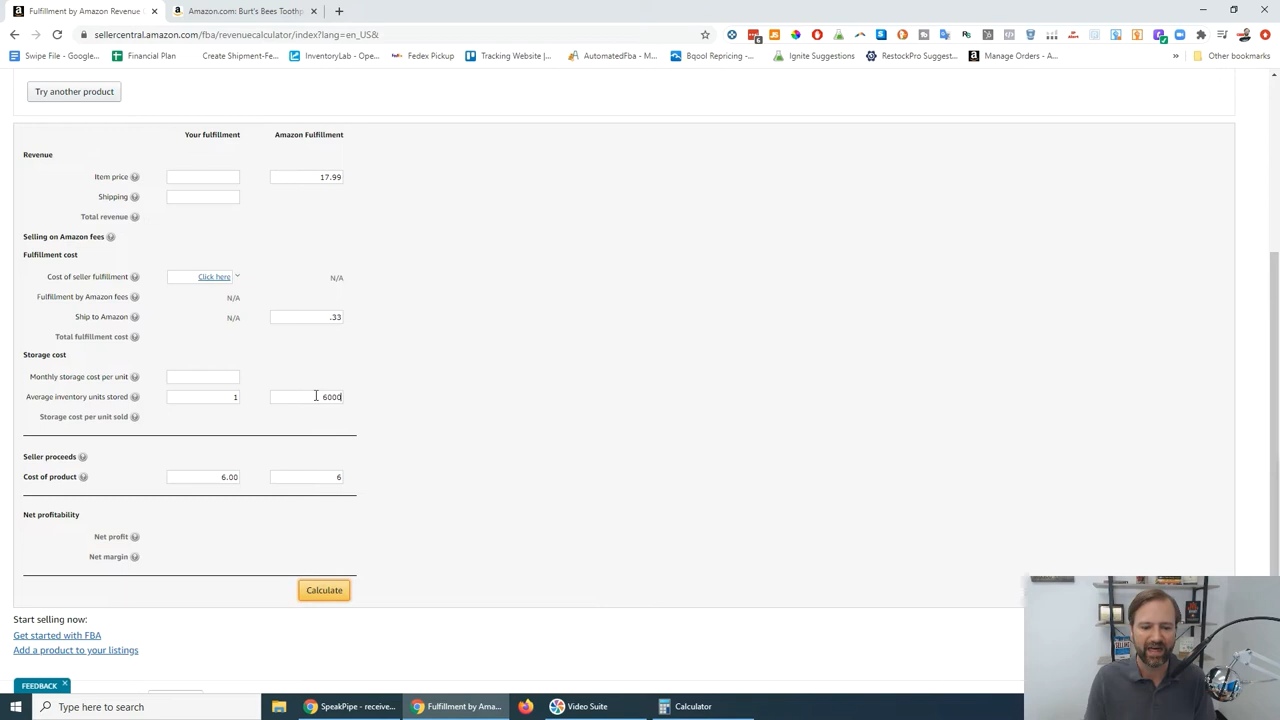 Fulfillment by Amazon Revenue C
Amazon.com: Burt's Bees Toothp
sellercentral.amazon.com/fba/revenuecalculator/index?lang=en_US&
Swipe File - Google...
Financial Plan
Create Shipment-Fe...
InventoryLab - Ope...
Fedex Pickup
Tracking Website |...
AutomatedFba - M...
Bqool Repricing -...
Ignite Suggestions
RestockPro Suggest...
Manage Orders - A...
»
Other bookmarks
Try another product
Your fulfillment
Amazon Fulfillment
Revenue
Item price
17.99
Shipping
Total revenue
Selling on Amazon fees
Fulfillment cost
Cost of seller fulfillment
Click here
N/A
Fulfillment by Amazon fees
N/A
Ship to Amazon
N/A
.33
Total fulfillment cost
Storage cost
Monthly storage cost per unit
Average inventory units stored
1
6000
Storage cost per unit sold
Seller proceeds
Cost of product
6.00
6
Net profitability
Net profit
Net margin
Calculate
Start selling now:
Get started with FBA
Add a product to your listings
FEEDBACK
Type here to search
SpeakPipe - receive...
Fulfillment by Ama...
Video Suite
Calculator